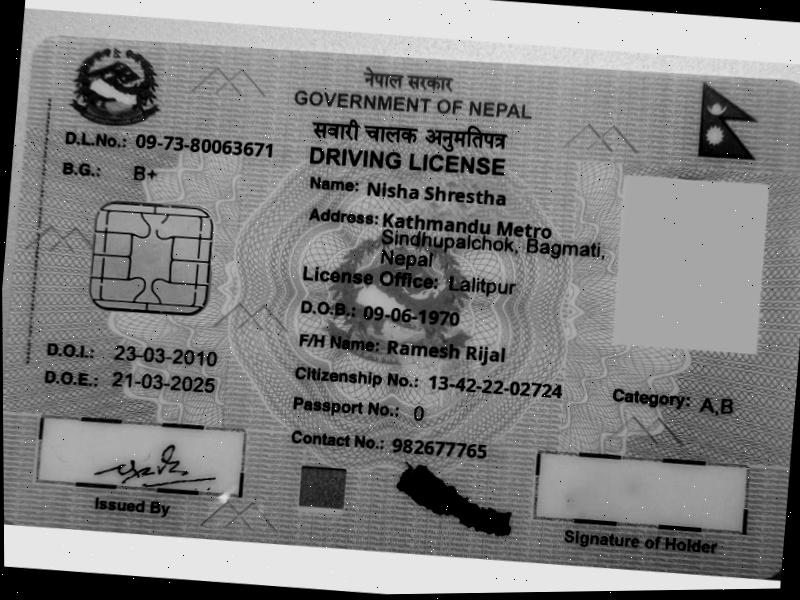 नेपाल सरकार
GOVERNMENT OF NEPAL
सवारी चालक अनुमतिपत्र
DRIVING LICENSE
D.L.No.: 09-73-80063671
B.G.: B+
Name: Nisha Shrestha
Address: Kathmandu Metro
Sindhupalchok, Bagmati,
Nepal
License Office: Lalitpur
D.O.B.: 09-06-1970
F/H Name: Ramesh Rijal
D.O.I.: 23-03-2010
D.O.E.: 21-03-2025
Citizenship No.: 13-42-22-02724
Category: A,B
Passport No.: 0
Contact No.: 982677765
Issued By
Signature of Holder